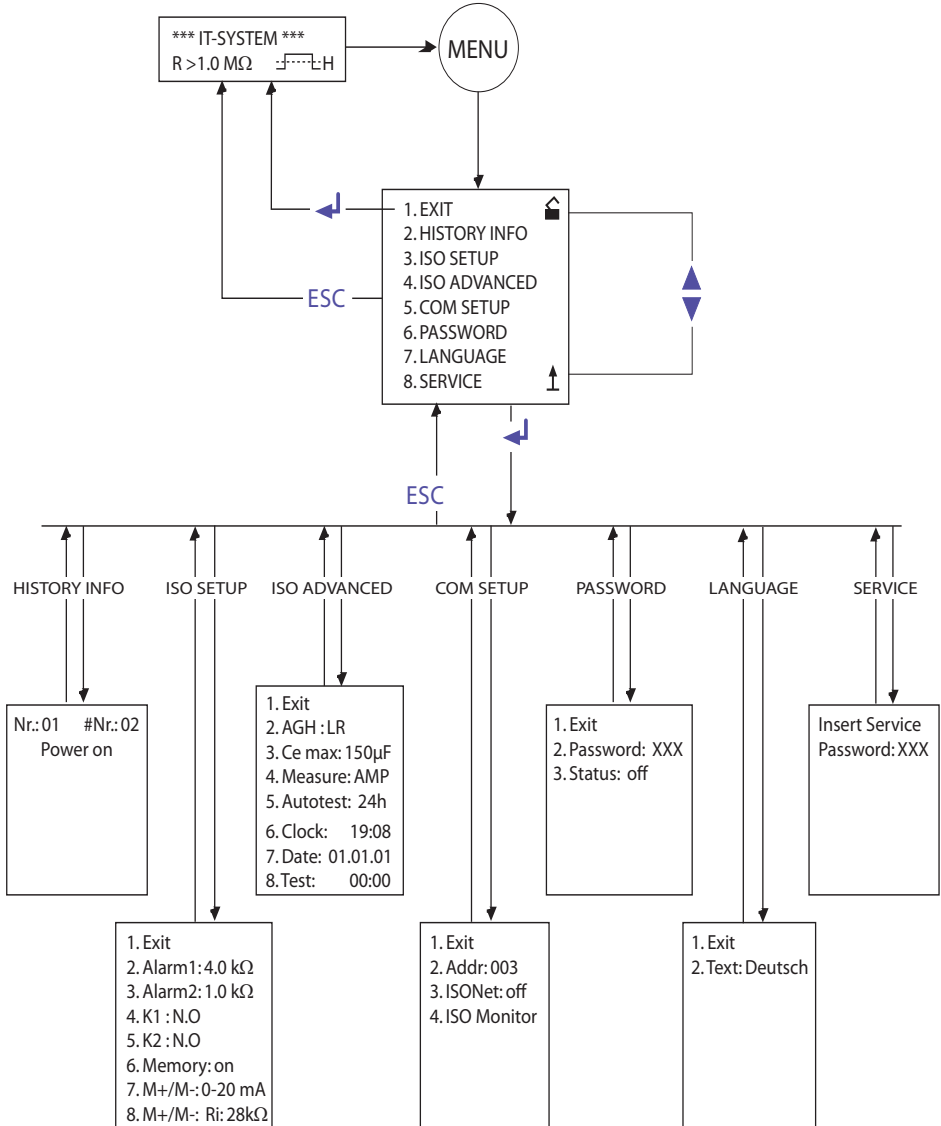 *** IT-SYSTEM ***
R >1.0 MΩ H
MENU
1. EXIT
2. HISTORY INFO
3. ISO SETUP
4. ISO ADVANCED
5. COM SETUP
6. PASSWORD
7. LANGUAGE
8. SERVICE
ESC
ESC
HISTORY INFO
ISO SETUP
ISO ADVANCED
COM SETUP
PASSWORD
LANGUAGE
SERVICE
Nr.: 01 #Nr.: 02
Power on
1. Exit
2. AGH : LR
3. Ce max: 150µF
4. Measure: AMP
5. Autotest: 24h
6. Clock: 19:08
7. Date: 01.01.01
8. Test: 00:00
1. Exit
2. Password: XXX
3. Status: off
Insert Service
Password: XXX
1. Exit
2. Alarm1: 4.0 kΩ
3. Alarm2: 1.0 kΩ
4. K1 : N.O
5. K2 : N.O
6. Memory: on
7. M+/M-: 0-20 mA
8. M+/M-: Ri: 28kΩ
1. Exit
2. Addr: 003
3. ISONet: off
4. ISO Monitor
1. Exit
2. Text: Deutsch